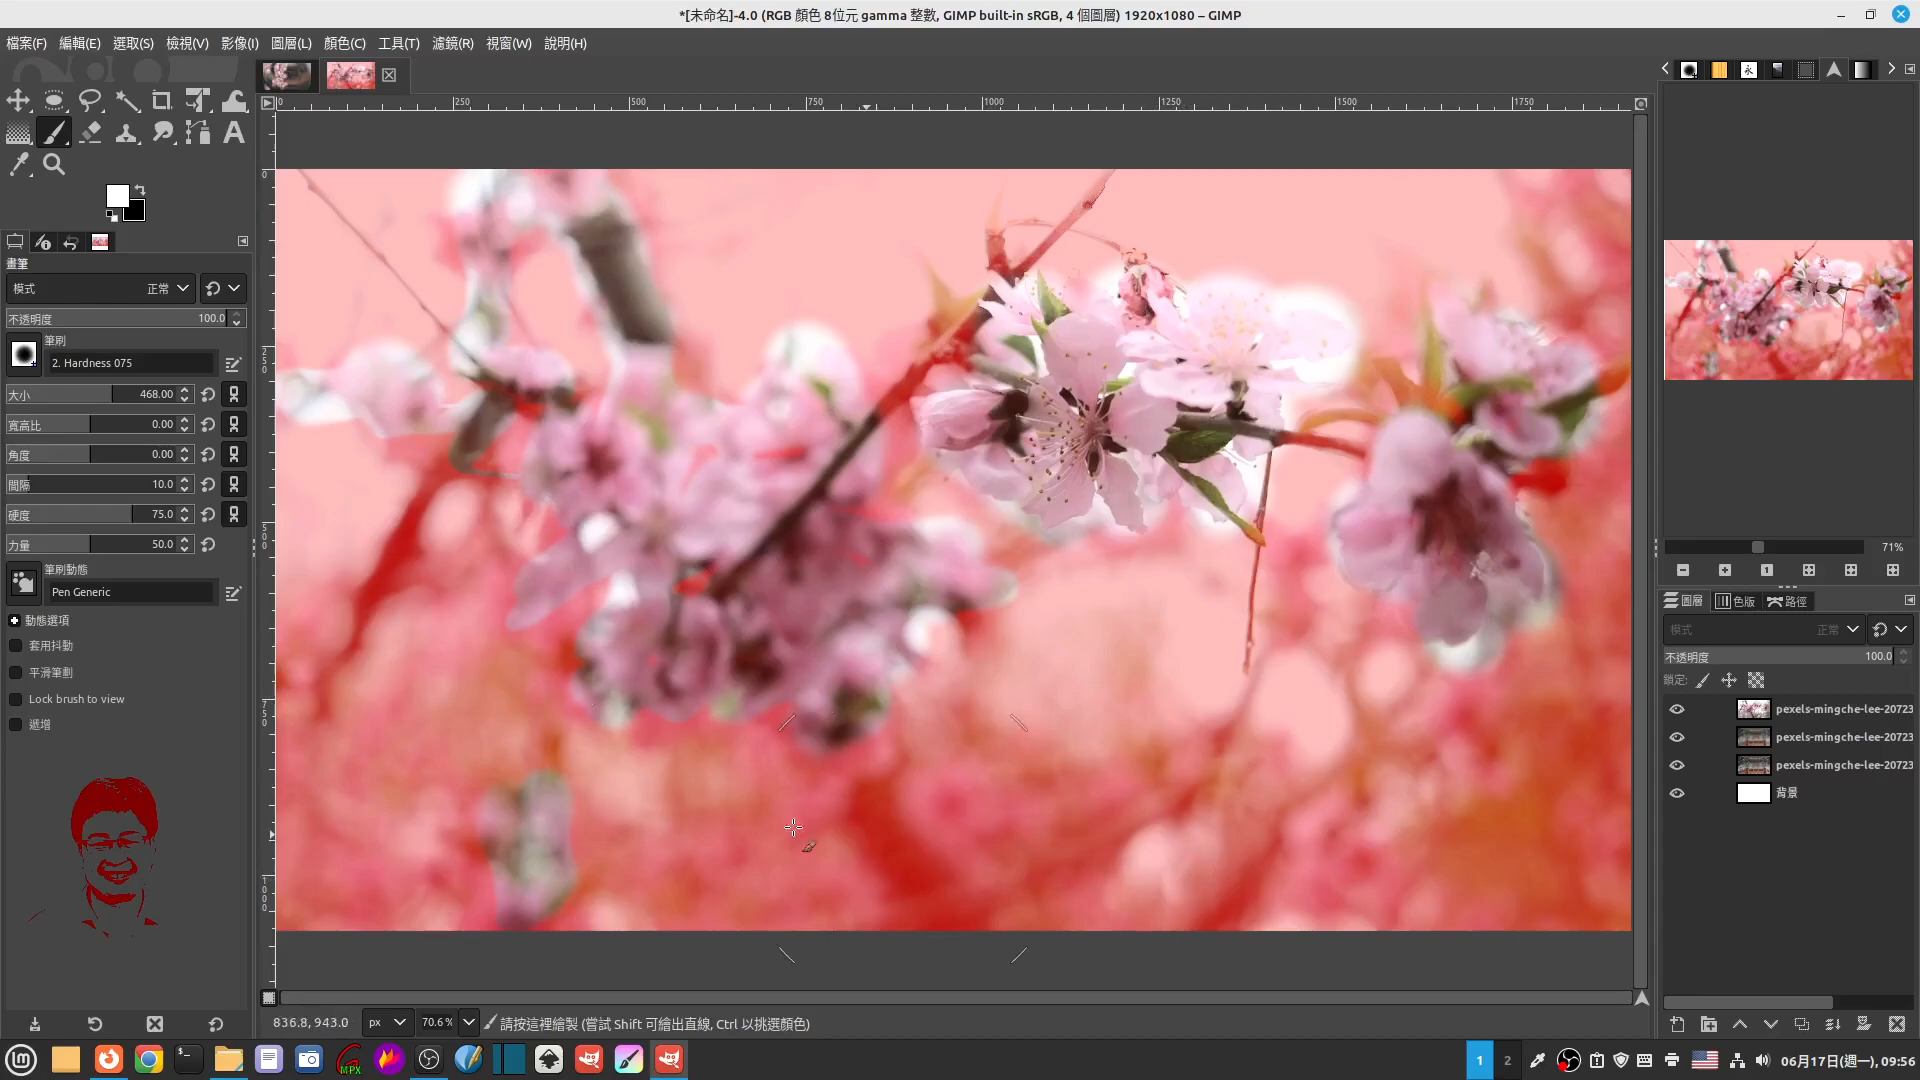 *[未命名]-4.0 (RGB 顏色 8位元 gamma 整數, GIMP built-in sRGB, 4 個圖層) 1920x1080 – GIMP
檔案(F) 編輯(E) 選取(S) 檢視(V) 影像(I) 圖層(L) 顏色(C) 工具(T) 濾鏡(R) 視窗(W) 說明(H)
0 250 500 750 1000 1250 1500 1750
永
0
250
500
750
1000
畫筆
模式 正常
不透明度 100.0
筆刷
2. Hardness 075
大小 468.00
寬高比 0.00
角度 0.00
間隔 10.0
硬度 75.0
力量 50.0
筆刷動態
Pen Generic
動態選項
套用抖動
平滑筆劃
Lock brush to view
遞增
71%
圖層 色版 路徑
模式 正常
不透明度 100.0
鎖定:
pexels-mingche-lee-20723
pexels-mingche-lee-20723
pexels-mingche-lee-20723
背景
836.8, 943.0 px 70.6% 請按這裡繪製 (嘗試 Shift 可繪出直線, Ctrl 以挑選顏色)
MPX
1 2 06月17日(週一), 09:56